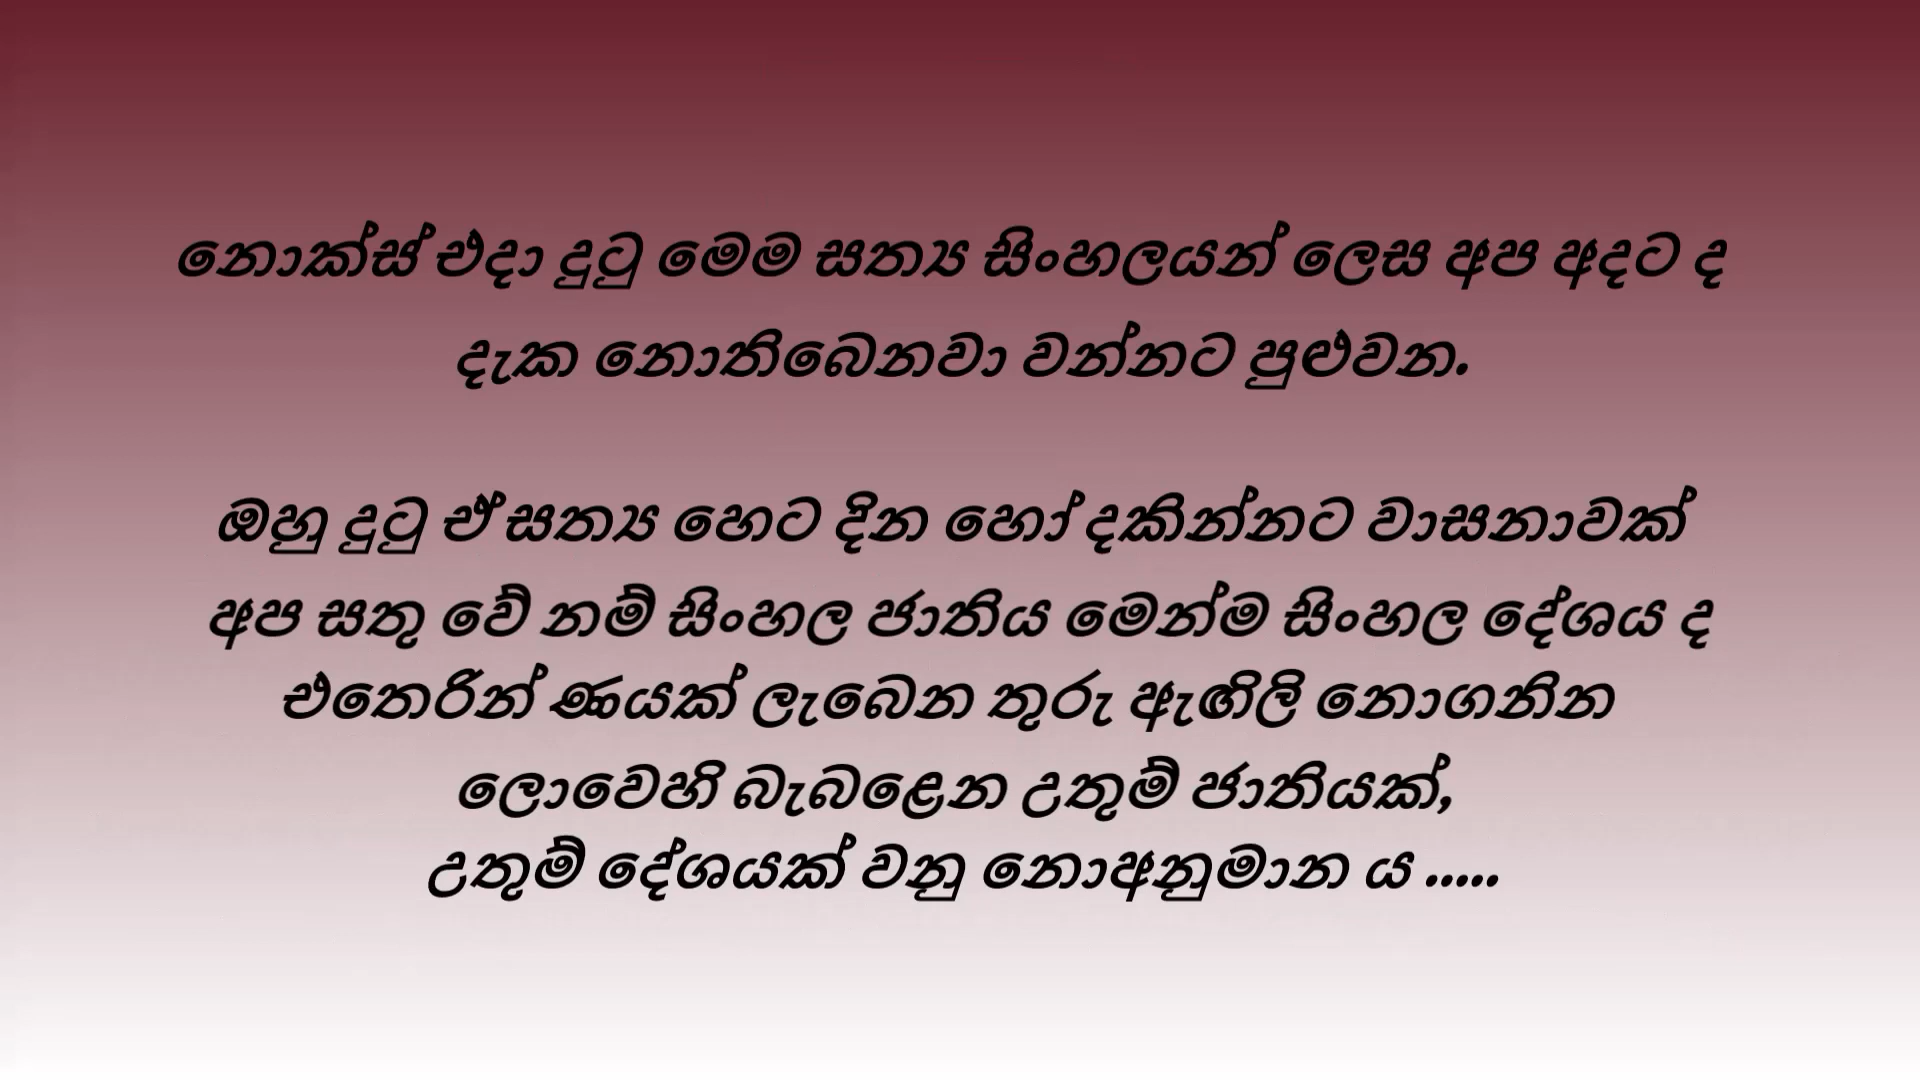 නොක්ස් එදා දුටු මෙම සත්‍ය සිංහලයන් ලෙස අප අදට ද
දැක නොතිබෙනවා වන්නට පුළුවන.
ඔහු දුටු ඒ සත්‍ය හෙට දින හෝ දකින්නට වාසනාවක්
අප සතු වේ නම් සිංහල ජාතිය මෙන්ම සිංහල දේශය ද
එතෙරින් ණයක් ලැබෙන තුරු ඇඟිලි නොගනින
ලොවෙහි බැබළෙන උතුම් ජාතියක්,
උතුම් දේශයක් වනු නොඅනුමාන ය .....